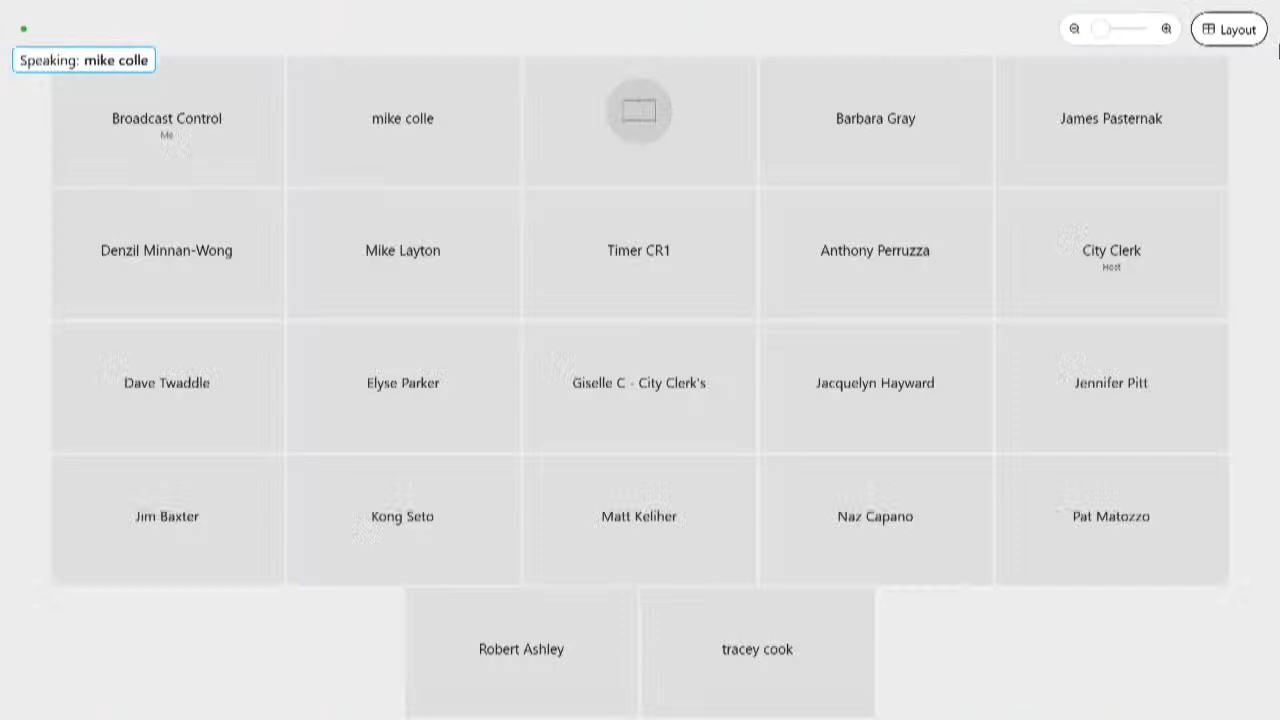 Layout
Speaking: mike colle
Broadcast Control
Me
mike colle
Barbara Gray
James Pasternak
Denzil Minnan-Wong
Mike Layton
Timer CR1
Anthony Perruzza
City Clerk
Host
Dave Twaddle
Elyse Parker
Giselle C - City Clerk's
Jacquelyn Hayward
Jennifer Pitt
Jim Baxter
Kong Seto
Matt Keliher
Naz Capano
Pat Matozzo
Robert Ashley
tracey cook